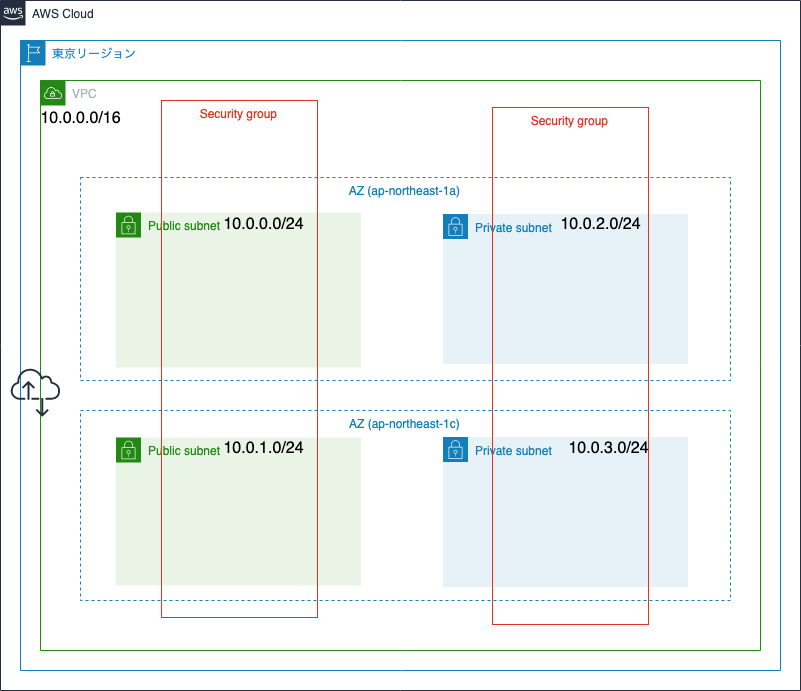 aws
AWS Cloud
東京リージョン
VPC
10.0.0.0/16
Security group
Security group
AZ (ap-northeast-1a)
Public subnet 10.0.0.0/24
Private subnet 10.0.2.0/24
AZ (ap-northeast-1c)
Public subnet 10.0.1.0/24
Private subnet 10.0.3.0/24